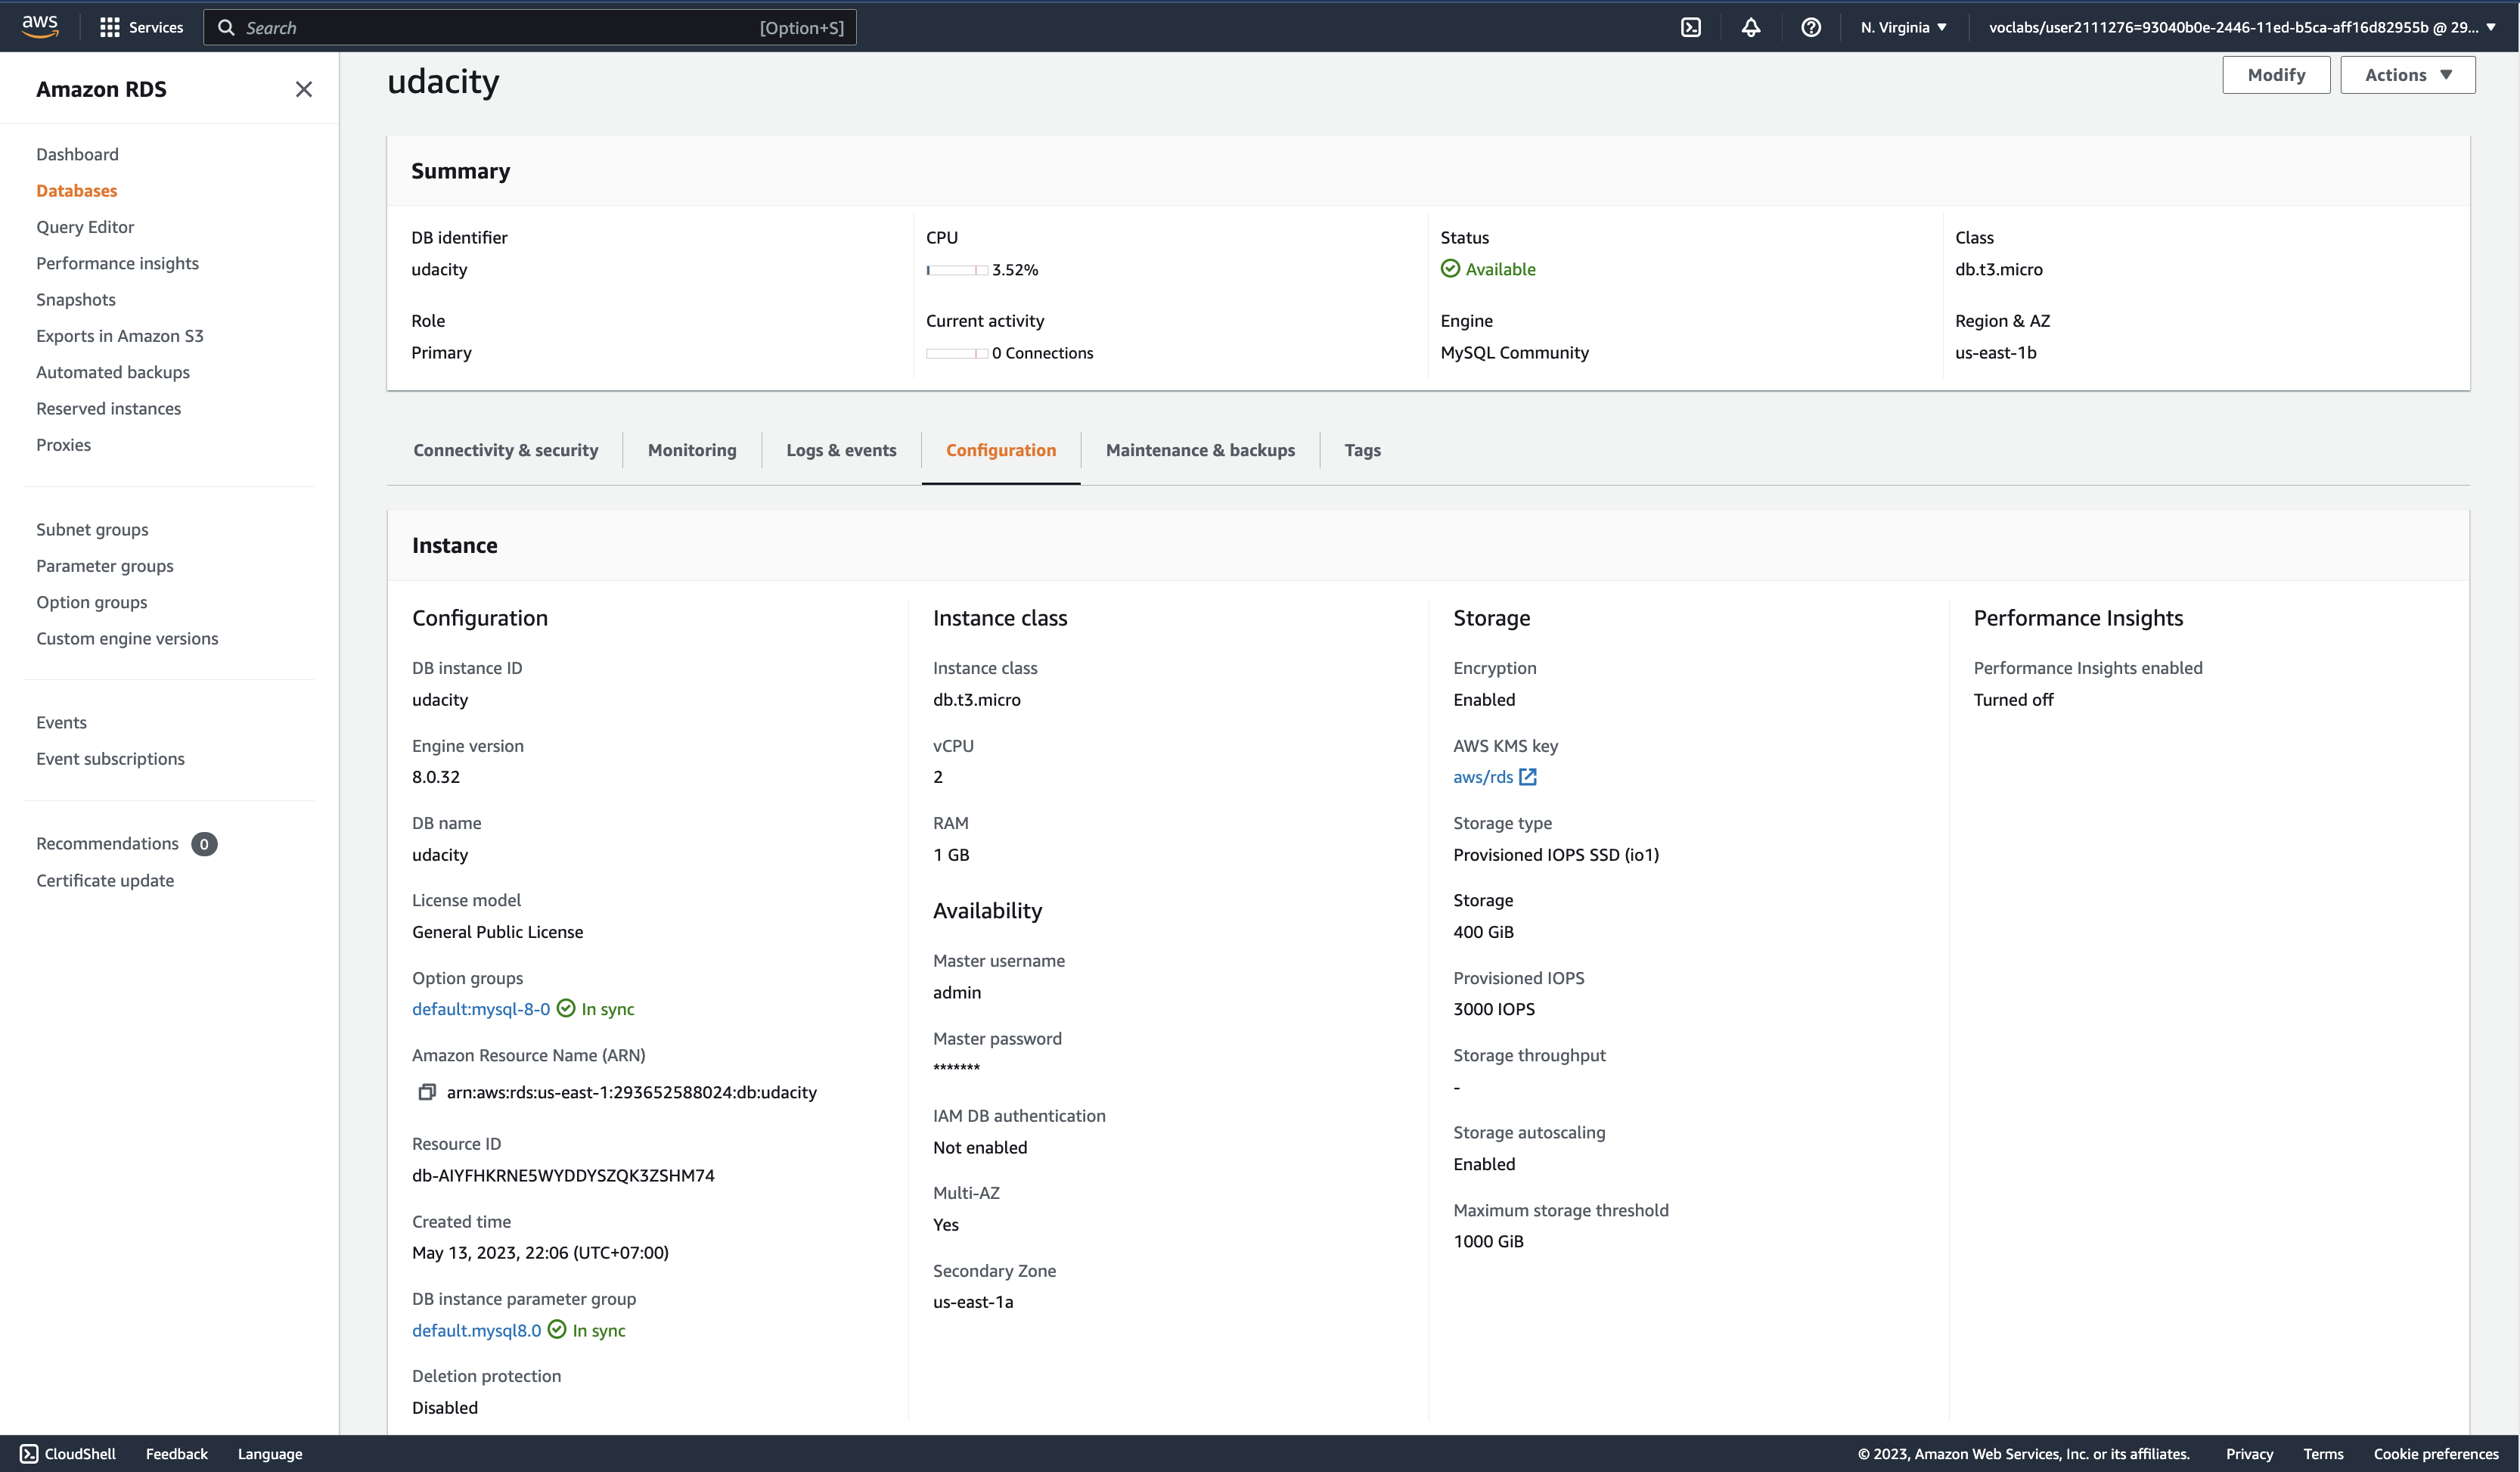 aws
Services
Search
[Option+S]
N. Virginia
voclabs/user2111276=93040b0e-2446-11ed-b5ca-aff16d82955b @ 29...
Amazon RDS
Dashboard
Databases
Query Editor
Performance insights
Snapshots
Exports in Amazon S3
Automated backups
Reserved instances
Proxies
Subnet groups
Parameter groups
Option groups
Custom engine versions
Events
Event subscriptions
Recommendations 0
Certificate update
udacity
Modify
Actions
Summary
DB identifier
udacity
Role
Primary
CPU
3.52%
Current activity
0 Connections
Status
Available
Engine
MySQL Community
Class
db.t3.micro
Region & AZ
us-east-1b
Connectivity & security
Monitoring
Logs & events
Configuration
Maintenance & backups
Tags
Instance
Configuration
DB instance ID
udacity
Engine version
8.0.32
DB name
udacity
License model
General Public License
Option groups
default:mysql-8-0 In sync
Amazon Resource Name (ARN)
arn:aws:rds:us-east-1:293652588024:db:udacity
Resource ID
db-AIYFHKRNE5WYDDYSZQK3ZSHM74
Created time
May 13, 2023, 22:06 (UTC+07:00)
DB instance parameter group
default.mysql8.0 In sync
Deletion protection
Disabled
Instance class
Instance class
db.t3.micro
vCPU
2
RAM
1 GB
Availability
Master username
admin
Master password
*******
IAM DB authentication
Not enabled
Multi-AZ
Yes
Secondary Zone
us-east-1a
Storage
Encryption
Enabled
AWS KMS key
aws/rds
Storage type
Provisioned IOPS SSD (io1)
Storage
400 GiB
Provisioned IOPS
3000 IOPS
Storage throughput
-
Storage autoscaling
Enabled
Maximum storage threshold
1000 GiB
Performance Insights
Performance Insights enabled
Turned off
CloudShell
Feedback
Language
© 2023, Amazon Web Services, Inc. or its affiliates.
Privacy
Terms
Cookie preferences